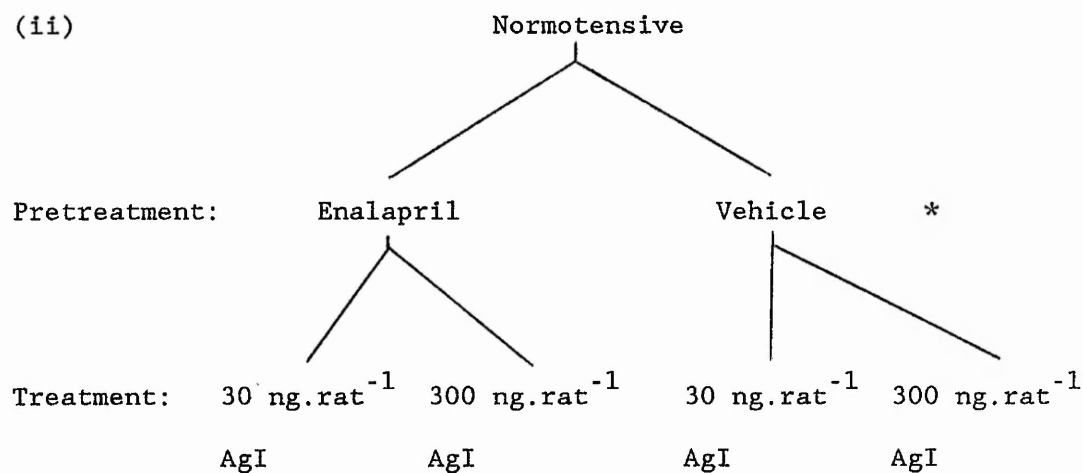 (ii) Normotensive
Pretreatment: Enalapril Vehicle *
Treatment: 30 ng.rat⁻¹ 300 ng.rat⁻¹ 30 ng.rat⁻¹ 300 ng.rat⁻¹
AgI AgI AgI AgI